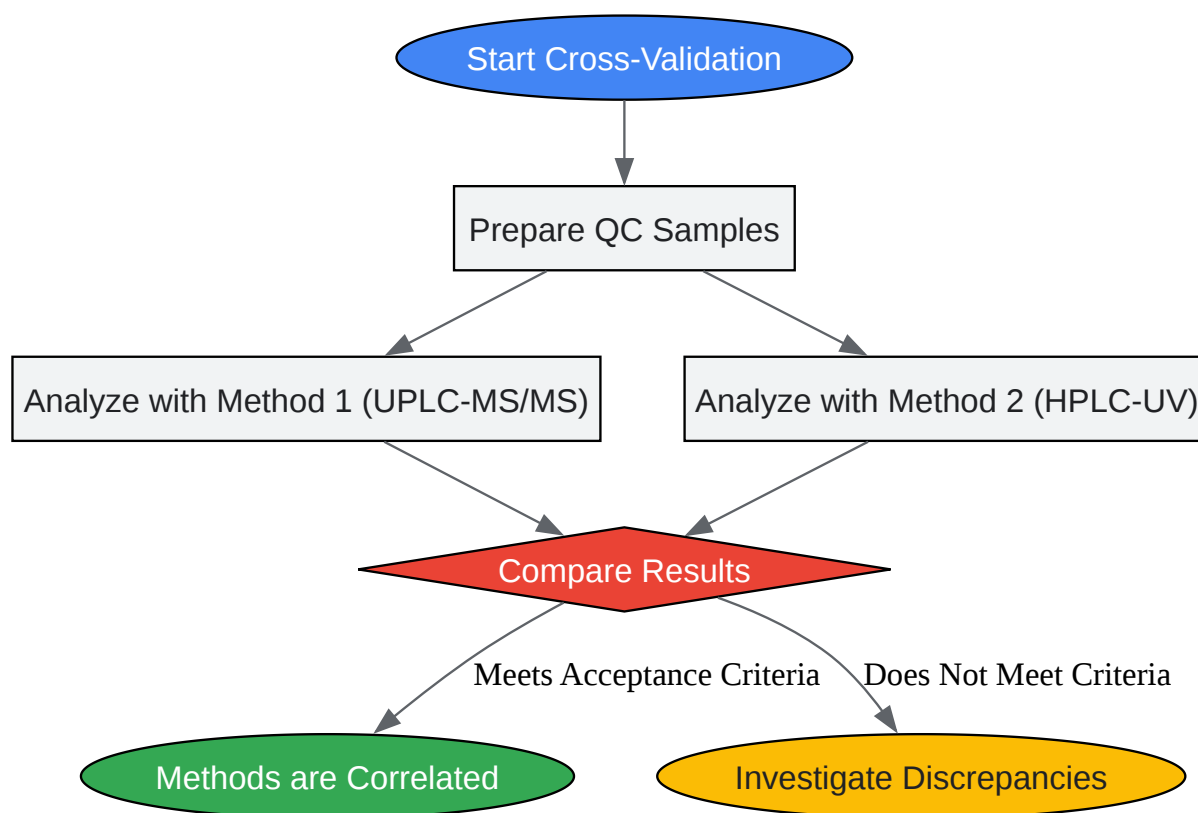 Start Cross-Validation
Prepare QC Samples
Analyze with Method 1 (UPLC-MS/MS)
Analyze with Method 2 (HPLC-UV)
Compare Results
Meets Acceptance Criteria
Does Not Meet Criteria
Methods are Correlated
Investigate Discrepancies